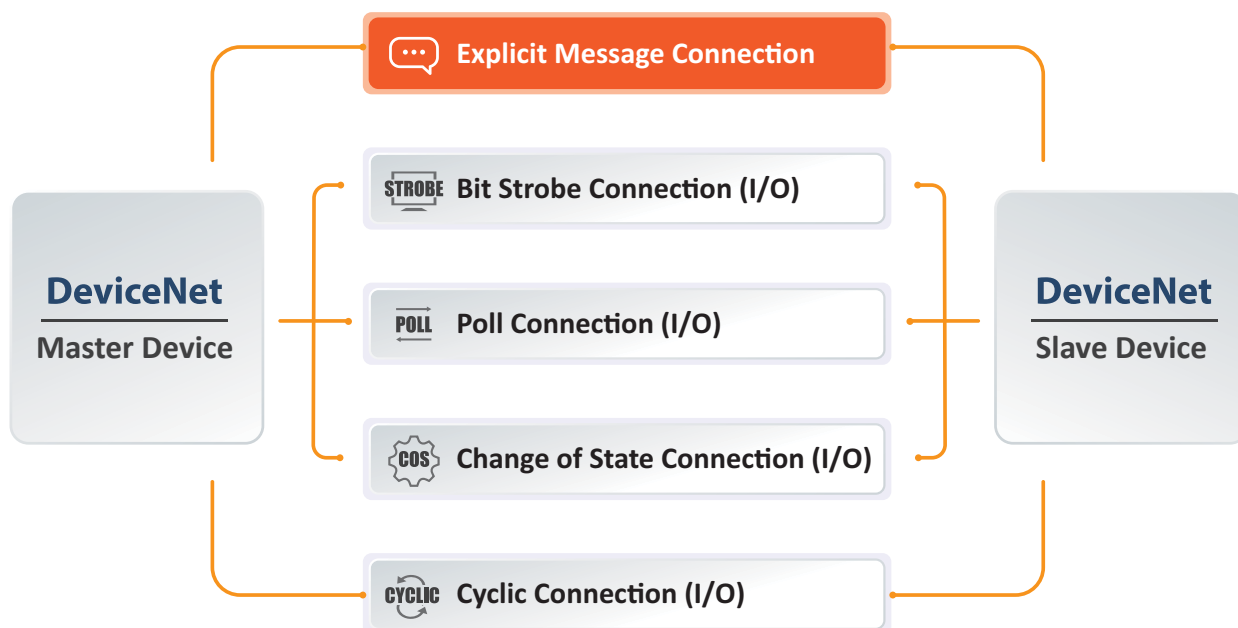 Explicit Message Connection
STROBE Bit Strobe Connection (I/O)
DeviceNet
Master Device
POLL Poll Connection (I/O)
DeviceNet
Slave Device
COS Change of State Connection (I/O)
CYCLIC Cyclic Connection (I/O)